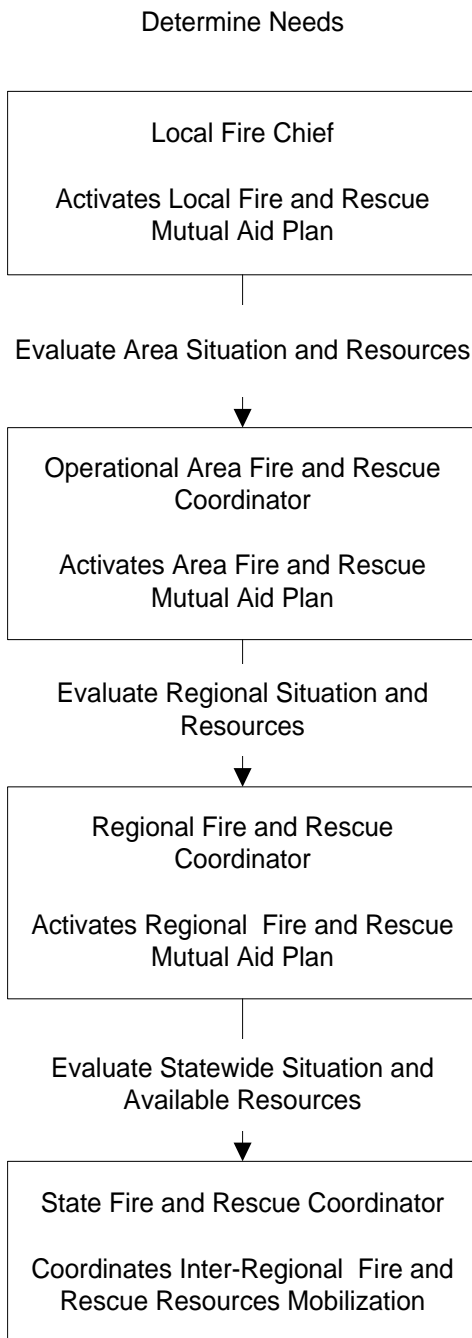 Determine Needs
Local Fire Chief
Activates Local Fire and Rescue
Mutual Aid Plan
Evaluate Area Situation and Resources
Operational Area Fire and Rescue
Coordinator
Activates Area Fire and Rescue
Mutual Aid Plan
Evaluate Regional Situation and
Resources
Regional Fire and Rescue
Coordinator
Activates Regional  Fire and Rescue
Mutual Aid Plan
Evaluate Statewide Situation and
Available Resources
State Fire and Rescue Coordinator
Coordinates Inter-Regional  Fire and
Rescue Resources Mobilization